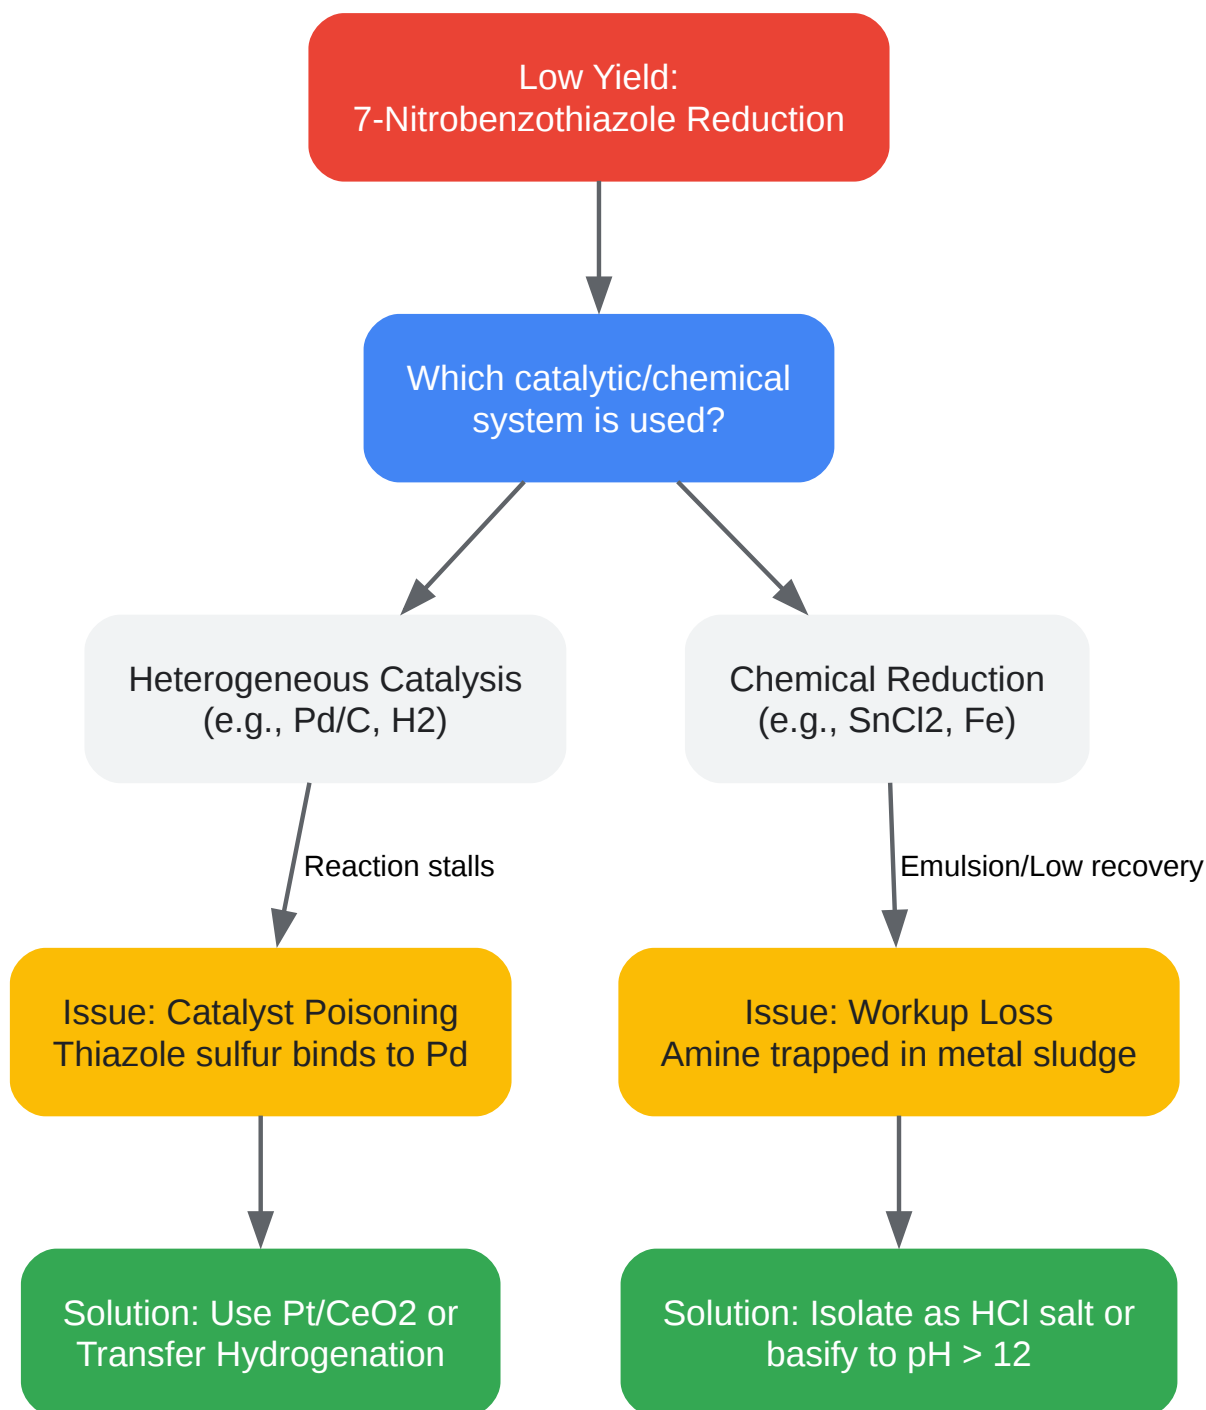 Low Yield:
7-Nitrobenzothiazole Reduction
Which catalytic/chemical
system is used?
Heterogeneous Catalysis
(e.g., Pd/C, H2)
Chemical Reduction
(e.g., SnCl2, Fe)
Reaction stalls
Emulsion/Low recovery
Issue: Catalyst Poisoning
Thiazole sulfur binds to Pd
Issue: Workup Loss
Amine trapped in metal sludge
Solution: Use Pt/CeO2 or
Transfer Hydrogenation
Solution: Isolate as HCl salt or
basify to pH > 12